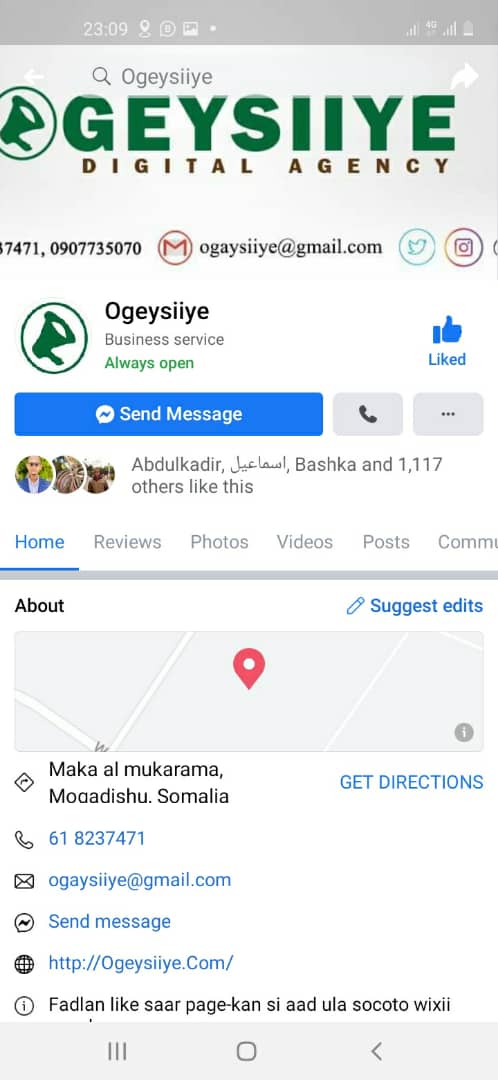 23:09 4G
Ogeysiiye
OGEYSIIYE
DIGITAL AGENCY
37471, 0907735070 ogaysiiye@gmail.com
Ogeysiiye
Business service
Always open
Liked
Send Message
Abdulkadir, اسماعيل, Bashka and 1,117
others like this
Home Reviews Photos Videos Posts Commu
About
Suggest edits
W
Maka al mukarama,
Mogadishu, Somalia
GET DIRECTIONS
61 8237471
ogaysiiye@gmail.com
Send message
http://Ogeysiiye.Com/
Fadlan like saar page-kan si aad ula socoto wixii